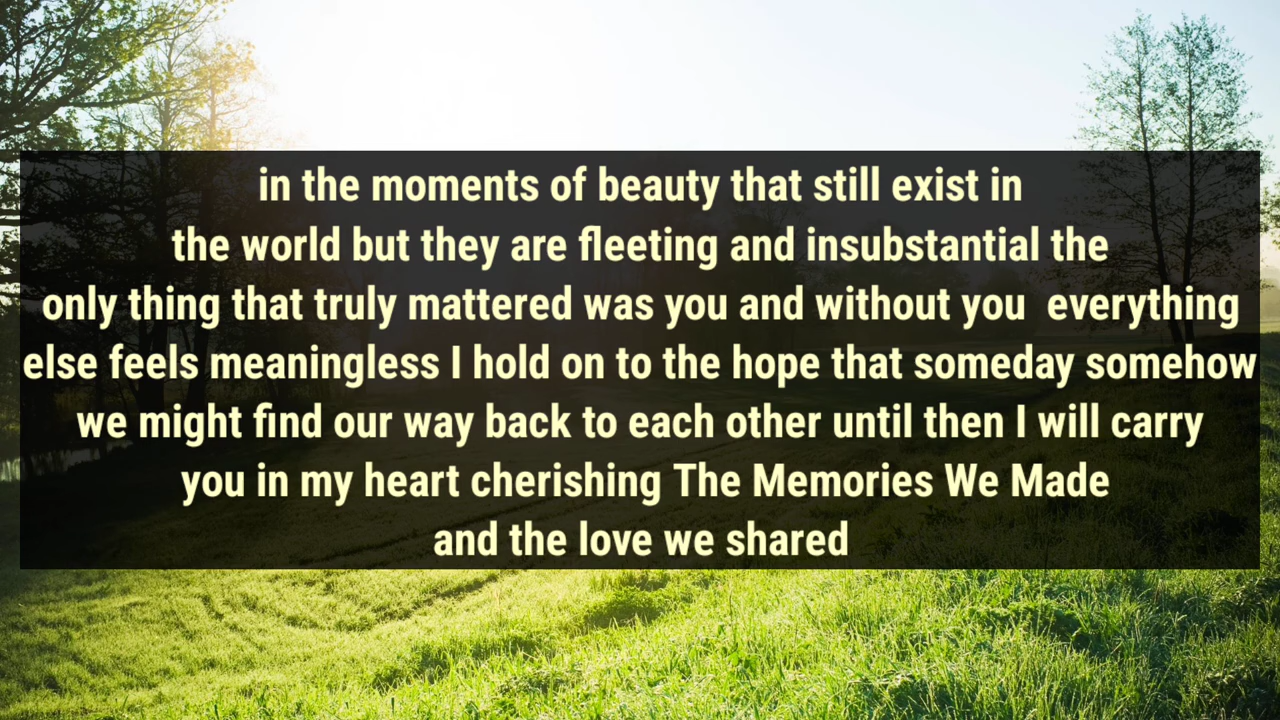 in the moments of beauty that still exist in
the world but they are fleeting and insubstantial the
only thing that truly mattered was you and without you  everything
else feels meaningless I hold on to the hope that someday somehow
we might find our way back to each other until then I will carry
you in my heart cherishing The Memories We Made
and the love we shared